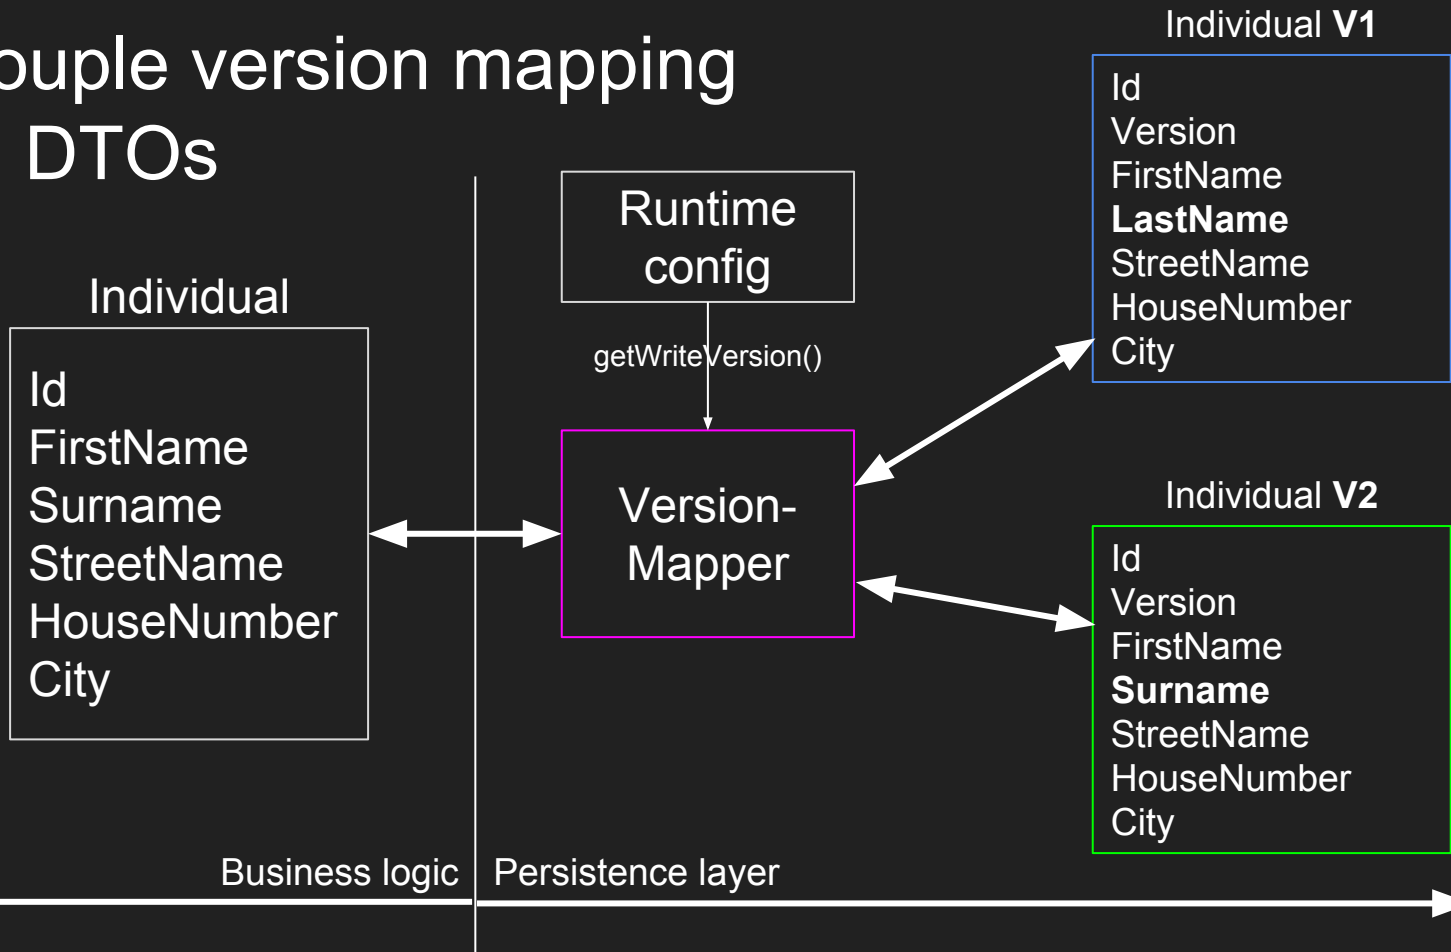 ouple version mapping
DTOs
Individual
Id
FirstName
Surname
StreetName
HouseNumber
City
Runtime
config
getWriteVersion()
Version-
Mapper
Individual V1
Id
Version
FirstName
LastName
StreetName
HouseNumber
City
Individual V2
Id
Version
FirstName
Surname
StreetName
HouseNumber
City
Business logic
Persistence layer